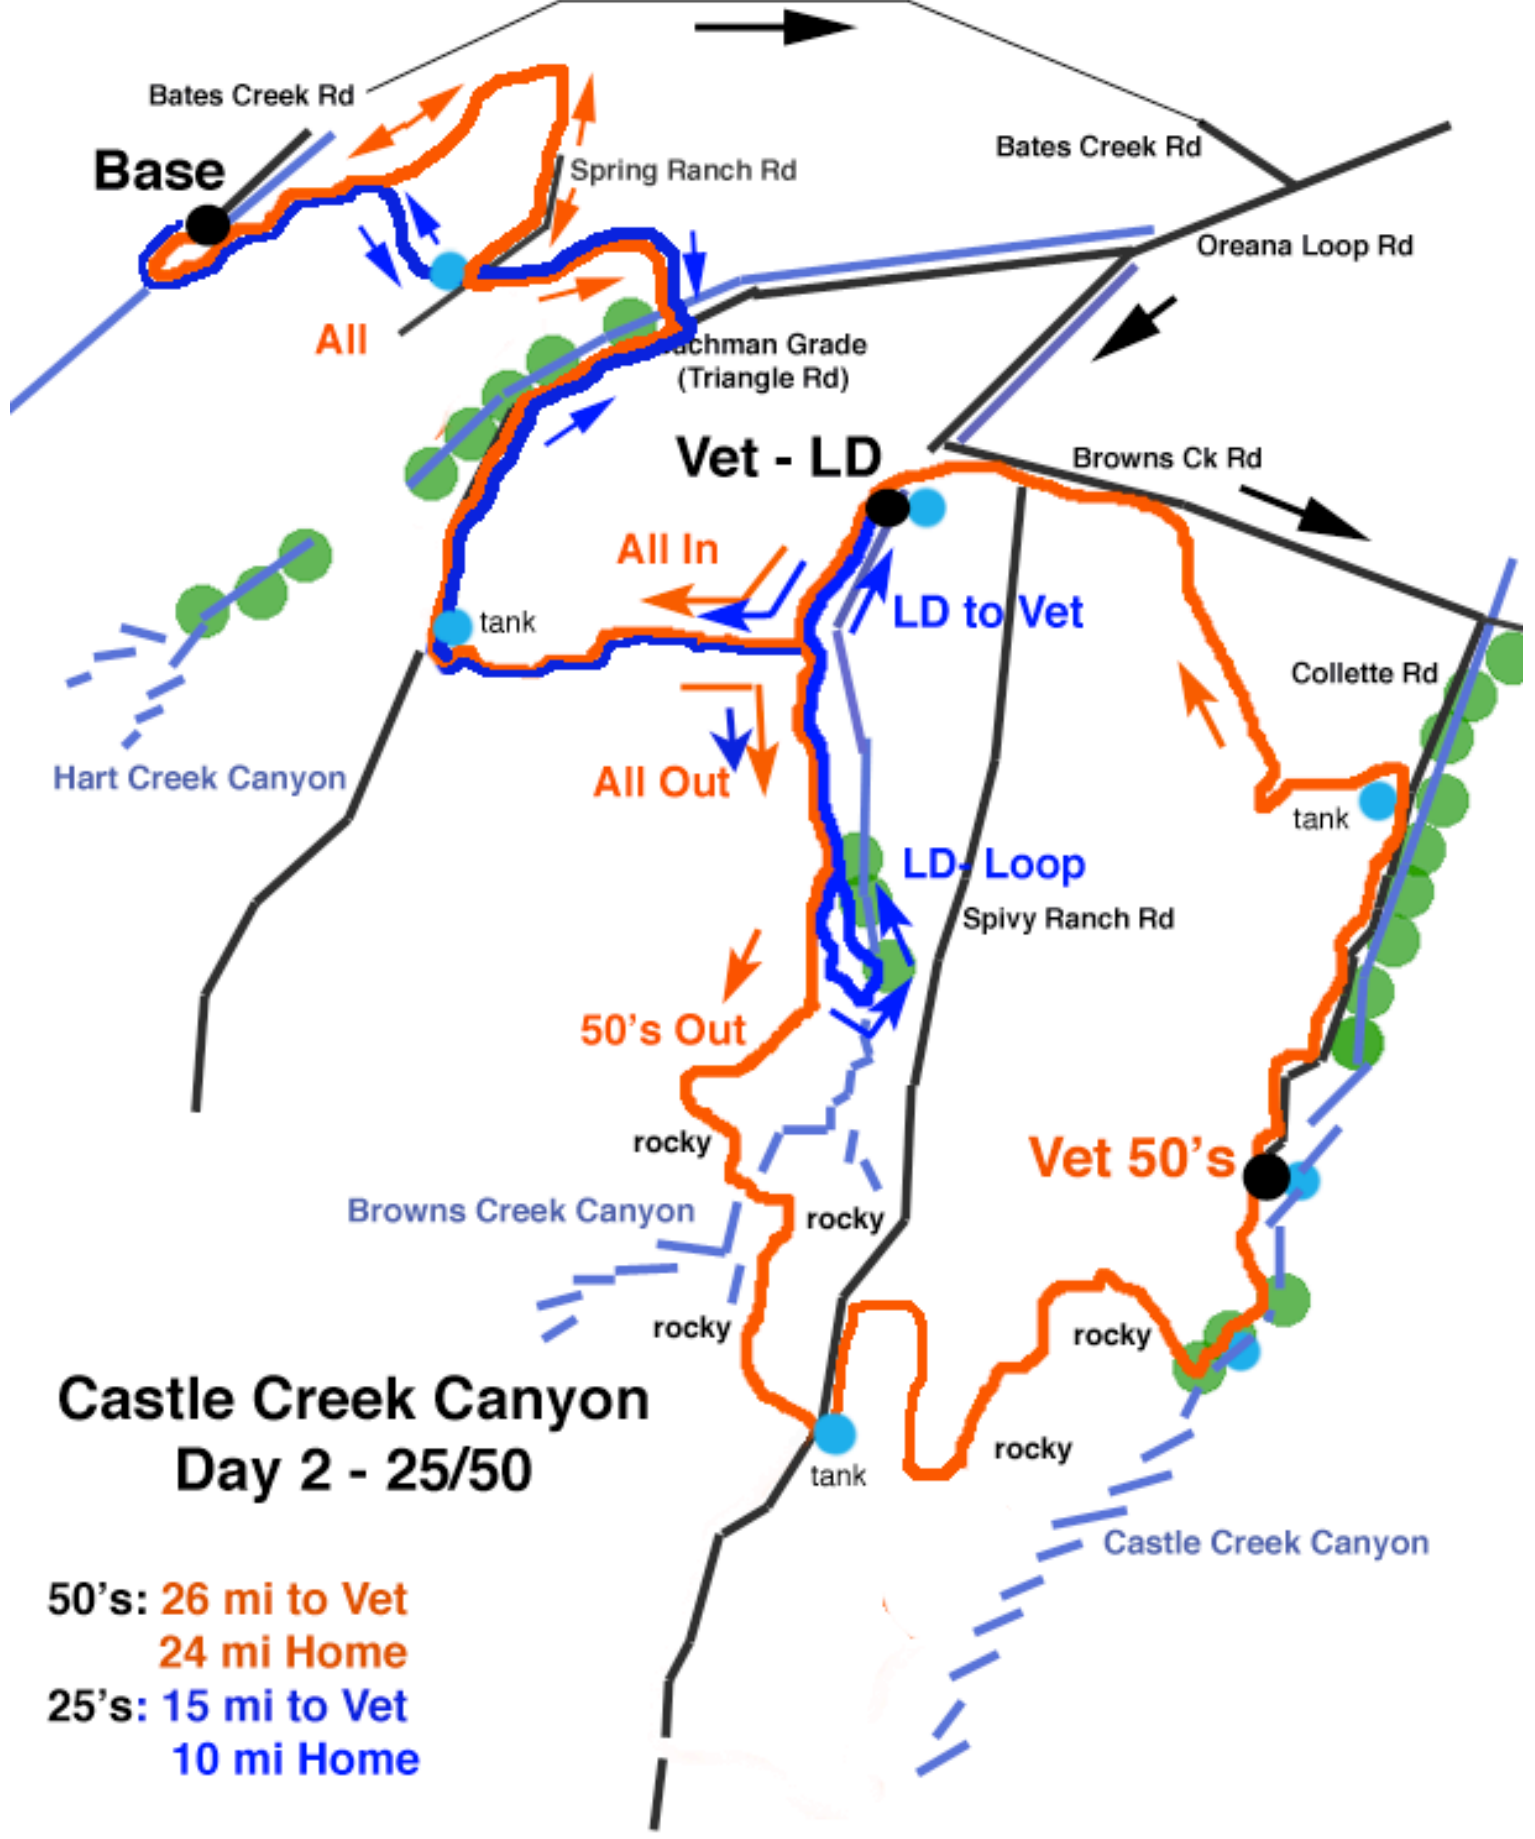 Bates Creek Rd
Base
Bates Creek Rd
Spring Ranch Rd
Oreana Loop Rd
All
(Triangle Rd)
Grade
Vet - LD
Browns Ck Rd
All In
LD to Vet
tank
Collette Rd
Hart Creek Canyon
All Out
tank
LD- Loop
Spivy Ranch Rd
50's Out
rocky
Vet 50's
Browns Creek Canyon
rocky
rocky
rocky
Castle Creek Canyon
Day 2 - 25/50
rocky
tank
Castle Creek Canyon
50's: 26 mi to Vet
24 mi Home
25's: 15 mi to Vet
10 mi Home